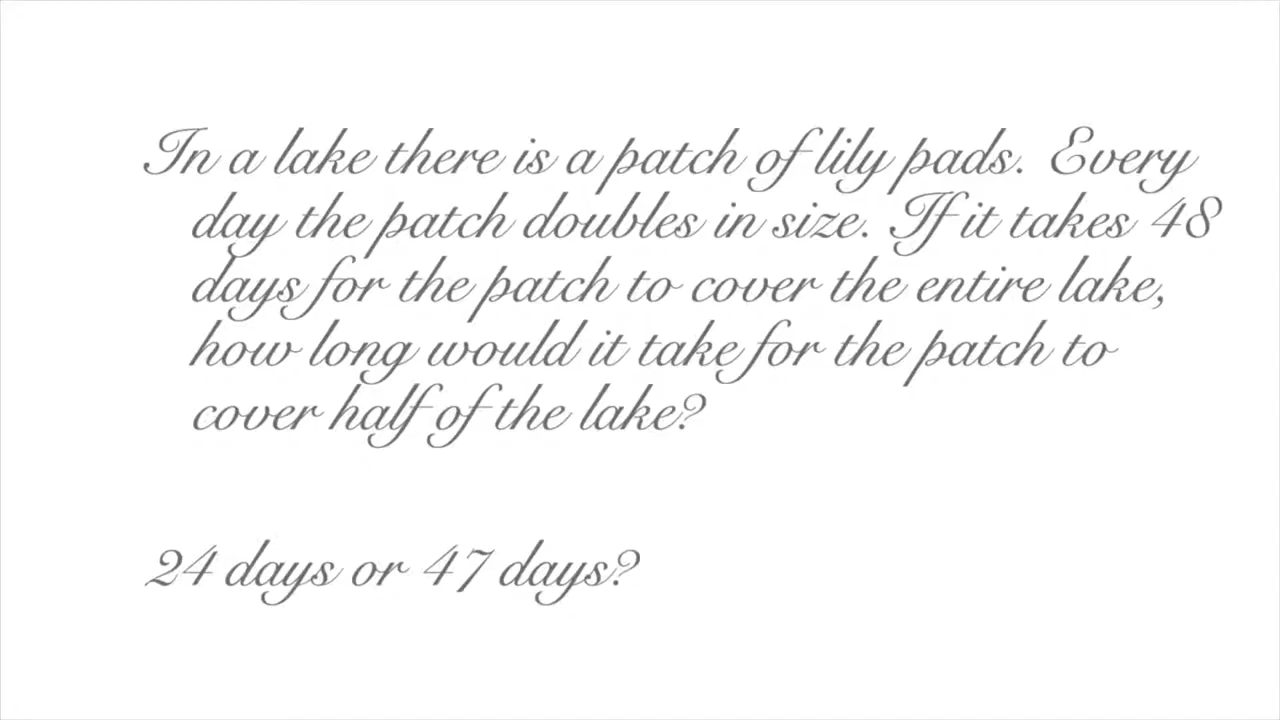 In a lake there is a patch of lily pads. Every
day the patch doubles in size. If it takes 48
days for the patch to cover the entire lake,
how long would it take for the patch to
cover half of the lake?
24 days or 47 days?